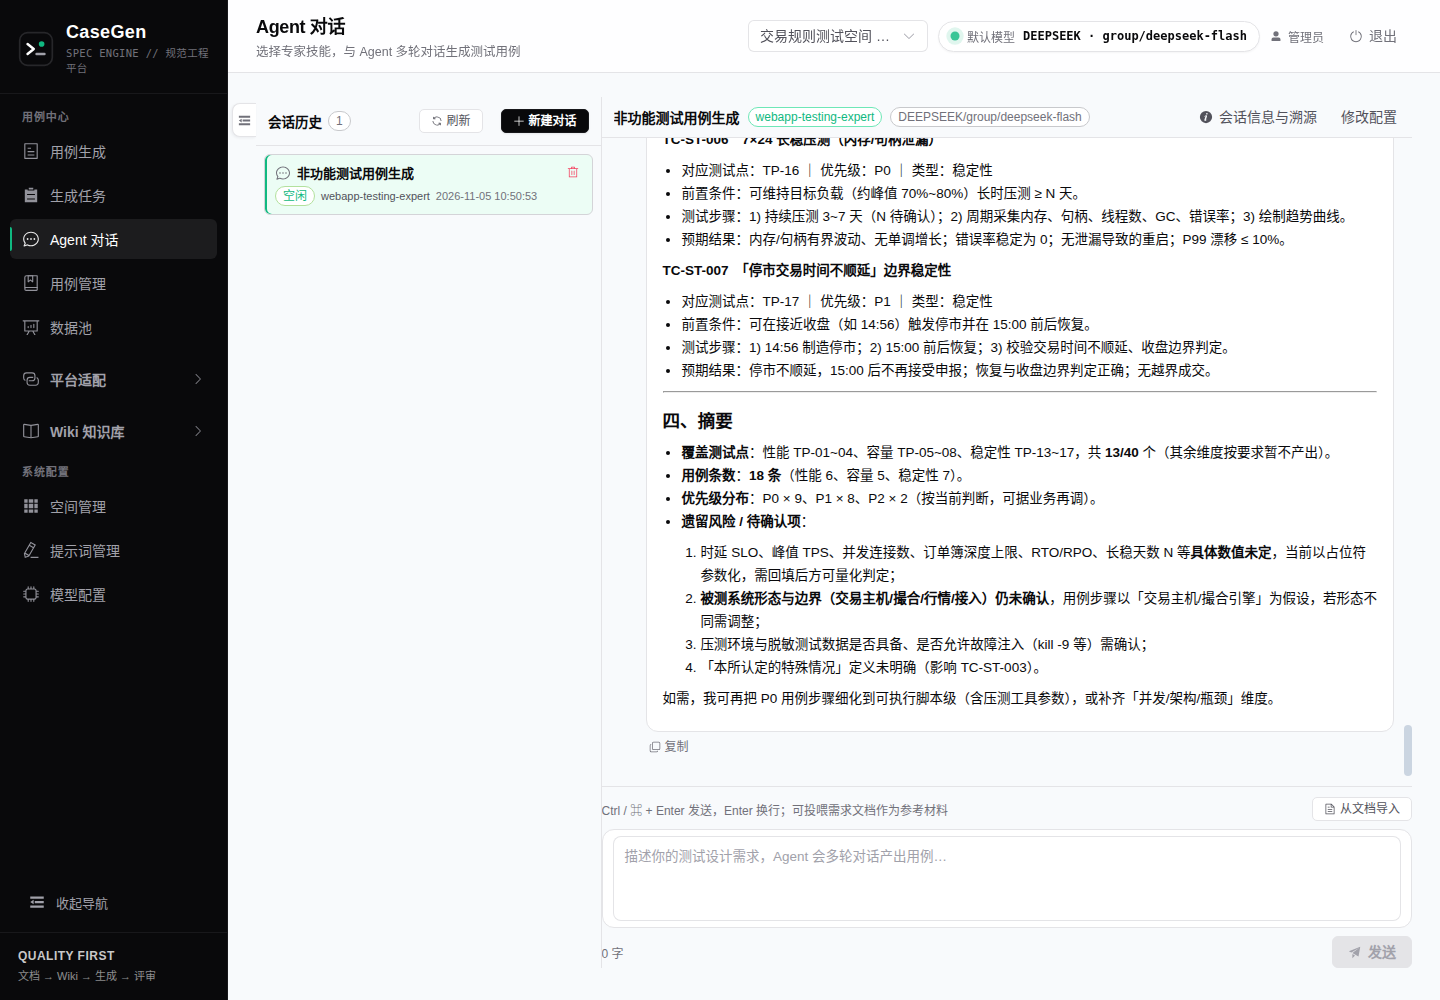 CaseGen
SPEC ENGINE // 规范工程
平台
用例中心
用例生成
生成任务
Agent 对话
用例管理
数据池
平台适配
Wiki 知识库
系统配置
空间管理
提示词管理
模型配置
收起导航
QUALITY FIRST
文档 → Wiki → 生成 → 评审
Agent 对话
选择专家技能，与 Agent 多轮对话生成测试用例
交易规则测试空间 ...
默认模型 DEEPSEEK · group/deepseek-flash
管理员
退出
会话历史 1
刷新
新建对话
非功能测试用例生成
空闲 webapp-testing-expert 2026-11-05 10:50:53
非功能测试用例生成 webapp-testing-expert DEEPSEEK/group/deepseek-flash
会话信息与溯源
修改配置
TC-ST-006 7×24 长稳压测（内存/句柄泄漏）
• 对应测试点：TP-16 ｜ 优先级：P0 ｜ 类型：稳定性
• 前置条件：可维持目标负载（约峰值 70%~80%）长时压测 ≥ N 天。
• 测试步骤：1) 持续压测 3~7 天（N 待确认）；2) 周期采集内存、句柄、线程数、GC、错误率；3) 绘制趋势曲线。
• 预期结果：内存/句柄有界波动、无单调增长；错误率稳定为 0；无泄漏导致的重启；P99 漂移 ≤ 10%。
TC-ST-007 「停市交易时间不顺延」边界稳定性
• 对应测试点：TP-17 ｜ 优先级：P1 ｜ 类型：稳定性
• 前置条件：可在接近收盘（如 14:56）触发停市并在 15:00 前后恢复。
• 测试步骤：1) 14:56 制造停市；2) 15:00 前后恢复；3) 校验交易时间不顺延、收盘边界判定。
• 预期结果：停市不顺延，15:00 后不再接受申报；恢复与收盘边界判定正确；无越界成交。
四、摘要
• 覆盖测试点：性能 TP-01~04、容量 TP-05~08、稳定性 TP-13~17，共 13/40 个（其余维度按要求暂不产出）。
• 用例条数：18 条（性能 6、容量 5、稳定性 7）。
• 优先级分布：P0 × 9、P1 × 8、P2 × 2（按当前判断，可据业务再调）。
• 遗留风险 / 待确认项：
1. 时延 SLO、峰值 TPS、并发连接数、订单簿深度上限、RTO/RPO、长稳天数 N 等具体数值未定，当前以占位符
参数化，需回填后方可量化判定；
2. 被测系统形态与边界（交易主机/撮合/行情/接入）仍未确认，用例步骤以「交易主机/撮合引擎」为假设，若形态不
同需调整；
3. 压测环境与脱敏测试数据是否具备、是否允许故障注入（kill -9 等）需确认；
4. 「本所认定的特殊情况」定义未明确（影响 TC-ST-003）。
如需，我可再把 P0 用例步骤细化到可执行脚本级（含压测工具参数），或补齐「并发/架构/瓶颈」维度。
复制
Ctrl / ⌘ + Enter 发送，Enter 换行；可投喂需求文档作为参考材料
从文档导入
描述你的测试设计需求，Agent 会多轮对话产出用例...
0 字
发送